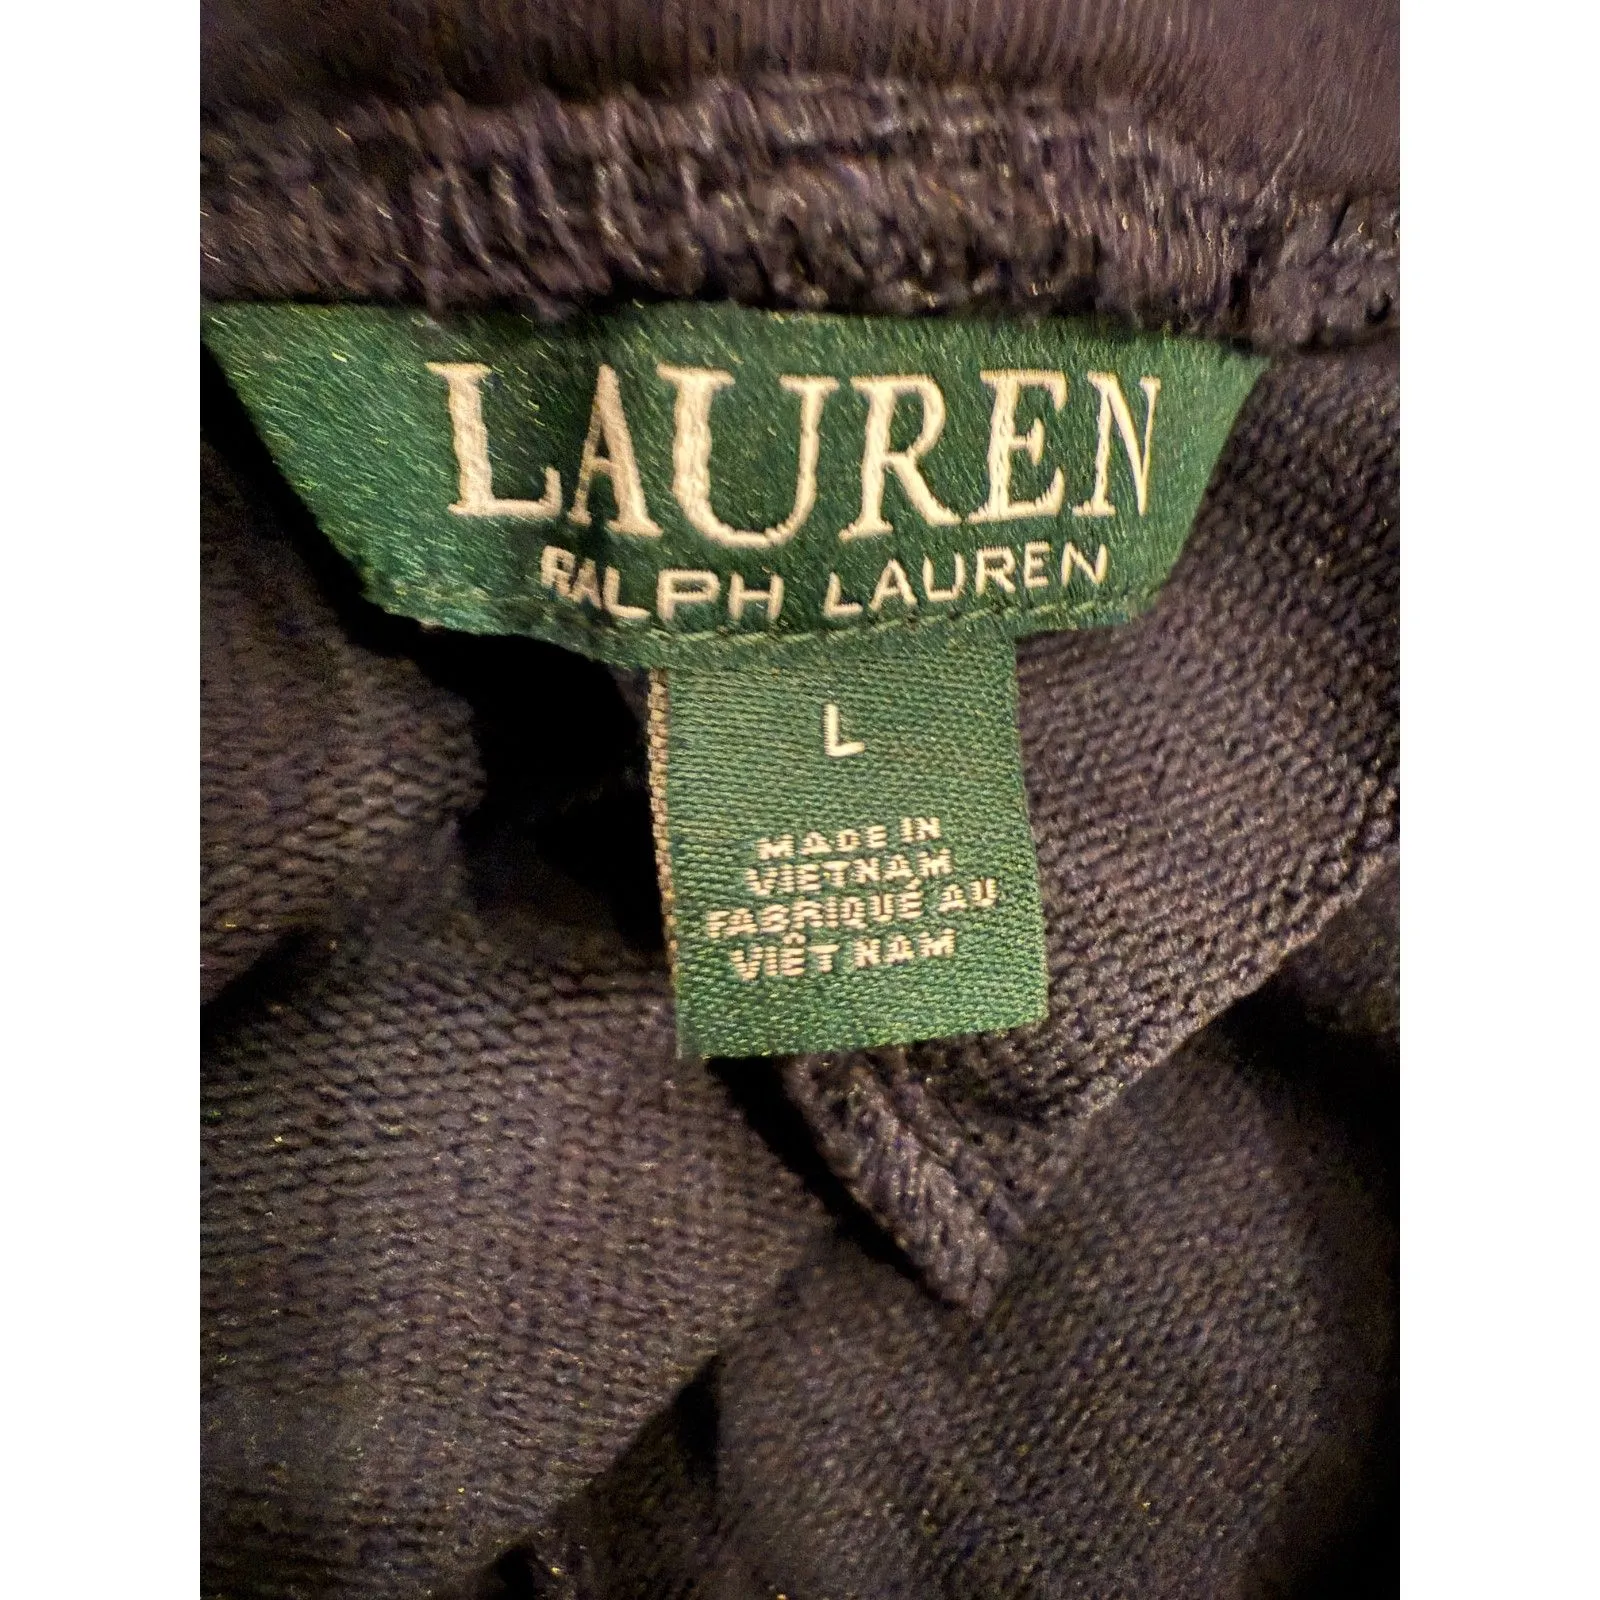 LAUREN
RALPH LAUREN
L
MADE IN
VIETNAM
FABRIQUÉ AU
VIÊT NAM